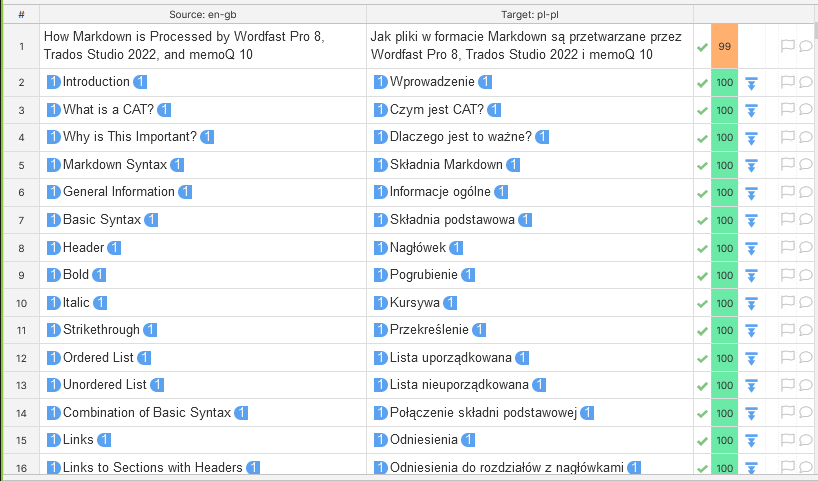 # Source: en-gb Target: pl-pl
1 How Markdown is Processed by Wordfast Pro 8, Trados Studio 2022, and memoQ 10 Jak pliki w formacie Markdown są przetwarzane przez Wordfast Pro 8, Trados Studio 2022 i memoQ 10 99
2 1 Introduction 1 1 Wprowadzenie 1 100
3 1 What is a CAT? 1 1 Czym jest CAT? 1 100
4 1 Why is This Important? 1 1 Dlaczego jest to ważne? 1 100
5 1 Markdown Syntax 1 1 Składnia Markdown 1 100
6 1 General Information 1 1 Informacje ogólne 1 100
7 1 Basic Syntax 1 1 Składnia podstawowa 1 100
8 1 Header 1 1 Nagłówek 1 100
9 1 Bold 1 1 Pogrubienie 1 100
10 1 Italic 1 1 Kursywa 1 100
11 1 Strikethrough 1 1 Przekreślenie 1 100
12 1 Ordered List 1 1 Lista uporządkowana 1 100
13 1 Unordered List 1 1 Lista nieuporządkowana 1 100
14 1 Combination of Basic Syntax 1 1 Połączenie składni podstawowej 1 100
15 1 Links 1 1 Odniesienia 1 100
16 1 Links to Sections with Headers 1 1 Odniesienia do rozdziałów z nagłówkami 1 100